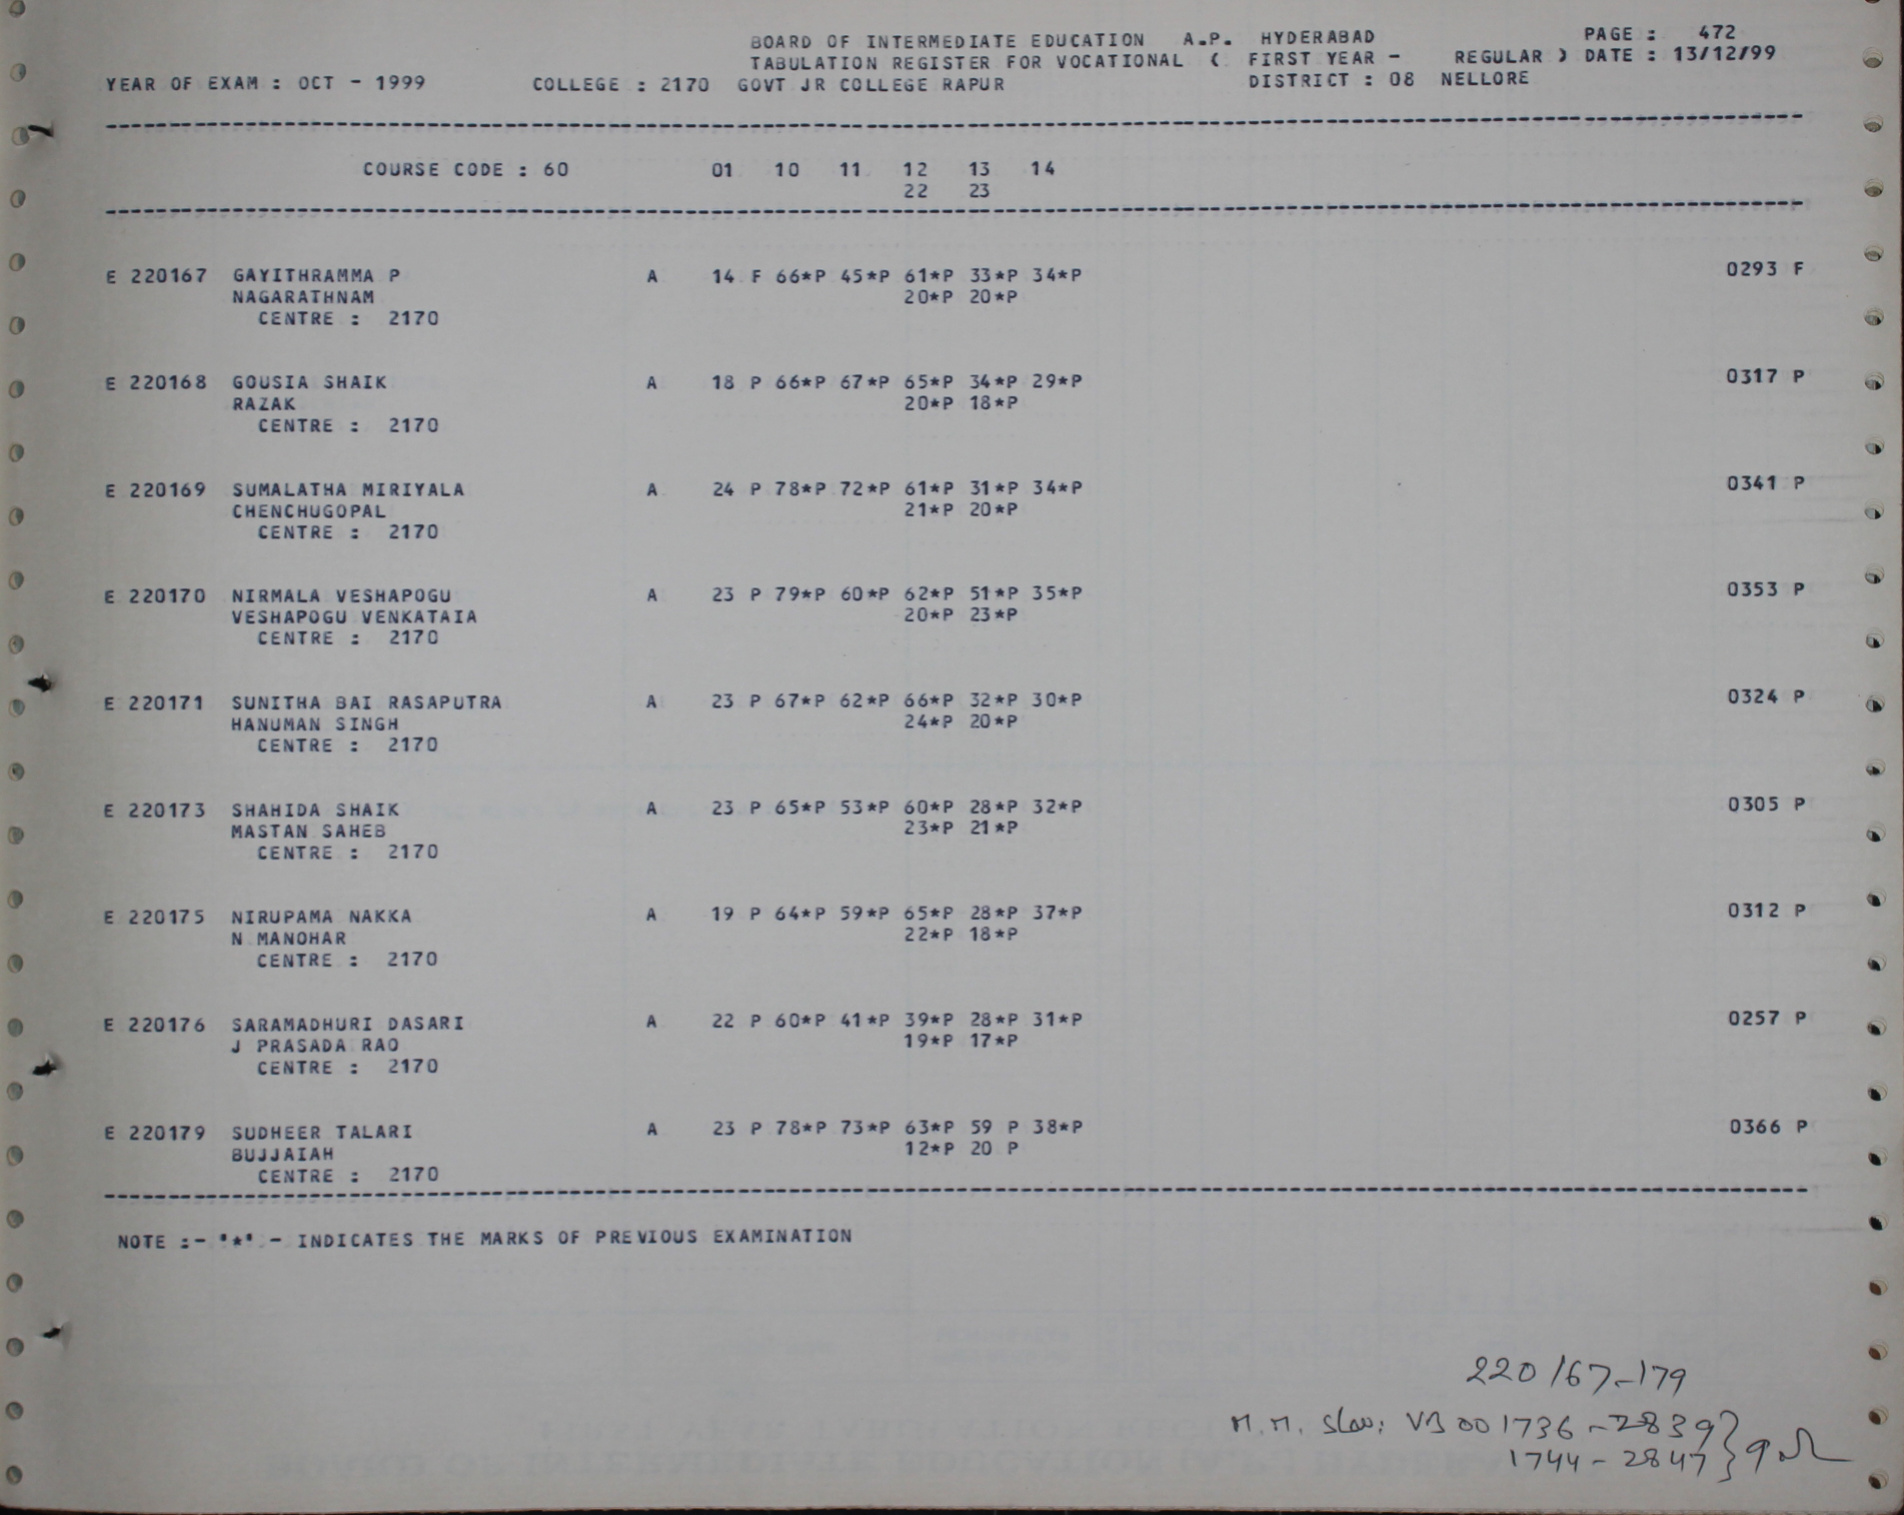 BOARD OF INTERMEDIATE EDUCATION A.P. HYDERABAD PAGE : 472
TABULATION REGISTER FOR VOCATIONAL ( FIRST YEAR - REGULAR ) DATE : 13/12/99
YEAR OF EXAM : OCT - 1999 COLLEGE : 2170 GOVT JR COLLEGE RAPUR DISTRICT : 08 NELLORE
COURSE CODE : 60 01 10 11 12 13 14
22 23
E 220167 GAYITHRAMMA P A 14 F 66*P 45*P 61*P 33*P 34*P 0293 F
NAGARATHNAM 20*P 20*P
CENTRE : 2170
E 220168 GOUSIA SHAIK A 18 P 66*P 67*P 65*P 34*P 29*P 0317 P
RAZAK 20*P 18*P
CENTRE : 2170
E 220169 SUMALATHA MIRIYALA A 24 P 78*P 72*P 61*P 31*P 34*P 0341 P
CHENCHUGOPAL 21*P 20*P
CENTRE : 2170
E 220170 NIRMALA VESHAPOGU A 23 P 79*P 60*P 62*P 51*P 35*P 0353 P
VESHAPOGU VENKATAIA 20*P 23*P
CENTRE : 2170
E 220171 SUNITHA BAI RASAPUTRA A 23 P 67*P 62*P 66*P 32*P 30*P 0324 P
HANUMAN SINGH 24*P 20*P
CENTRE : 2170
E 220173 SHAHIDA SHAIK A 23 P 65*P 53*P 60*P 28*P 32*P 0305 P
MASTAN SAHEB 23*P 21*P
CENTRE : 2170
E 220175 NIRUPAMA NAKKA A 19 P 64*P 59*P 65*P 28*P 37*P 0312 P
N MANOHAR 22*P 18*P
CENTRE : 2170
E 220176 SARAMADHURI DASARI A 22 P 60*P 41*P 39*P 28*P 31*P 0257 P
J PRASADA RAO 19*P 17*P
CENTRE : 2170
E 220179 SUDHEER TALARI A 23 P 78*P 73*P 63*P 59 P 38*P 0366 P
BUJJAIAH 12*P 20 P
CENTRE : 2170
NOTE :- '*' - INDICATES THE MARKS OF PREVIOUS EXAMINATION
220167-179
M.M. VB 001736 - 2839
1744 - 2847